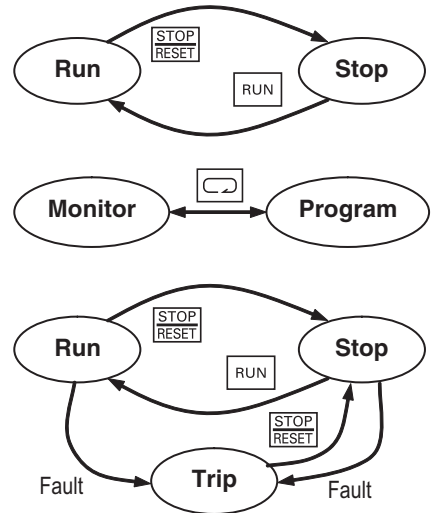 STOP
RESET
Run
Stop
RUN
Monitor
Program
STOP
RESET
Run
Stop
RUN
STOP
RESET
Trip
Fault
Fault